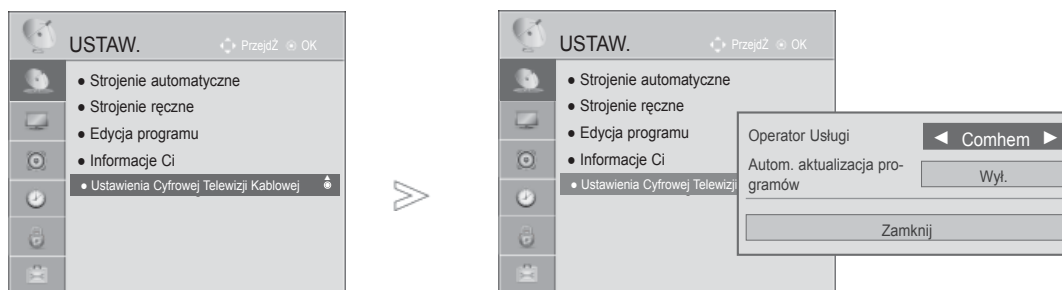 USTAW.
PrzejdŹ OK
● Strojenie automatyczne
● Strojenie ręczne
● Edycja programu
● Informacje Ci
● Ustawienia Cyfrowej Telewizji Kablowej
USTAW.
PrzejdŹ OK
● Strojenie automatyczne
● Strojenie ręczne
● Edycja programu
● Informacje Ci
● Ustawienia Cyfrowej Telewizji
Operator Usługi ◀ Comhem ▶
Autom. aktualizacja pro-
gramów Wył.
Zamknij